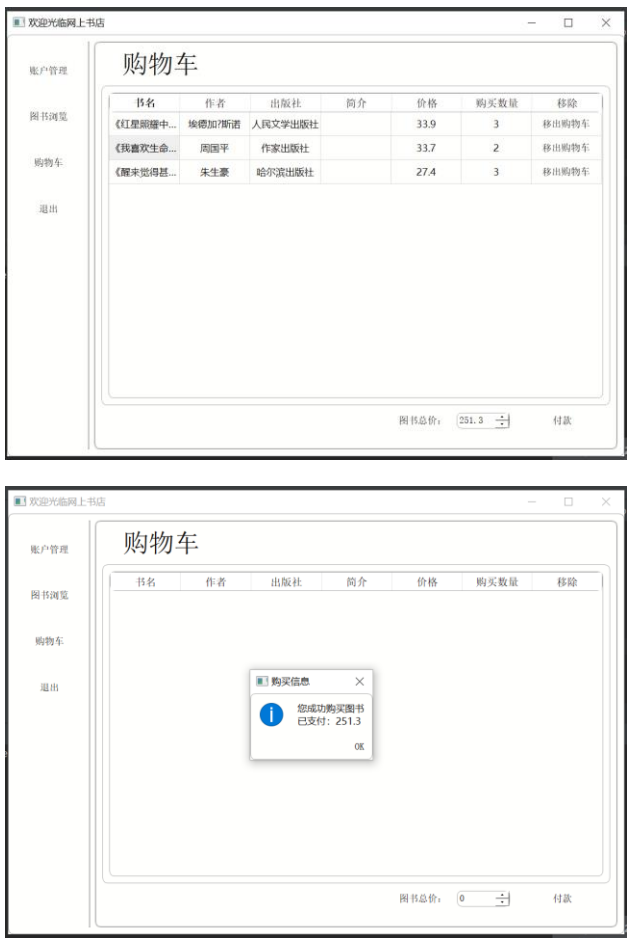 欢迎光临网上书店
账户管理
图书浏览
购物车
退出
购物车
书名 作者 出版社 简介 价格 购买数量 移除
《红星照耀中... 埃德加?斯诺 人民文学出版社 33.9 3 移出购物车
《我喜欢生命... 周国平 作家出版社 33.7 2 移出购物车
《醒来觉得甚... 朱生豪 哈尔滨出版社 27.4 3 移出购物车
图书总价： 251.3 付款
欢迎光临网上书店
账户管理
图书浏览
购物车
退出
购物车
书名 作者 出版社 简介 价格 购买数量 移除
购买信息
您成功购买图书
已支付：251.3
OK
图书总价： 0 付款